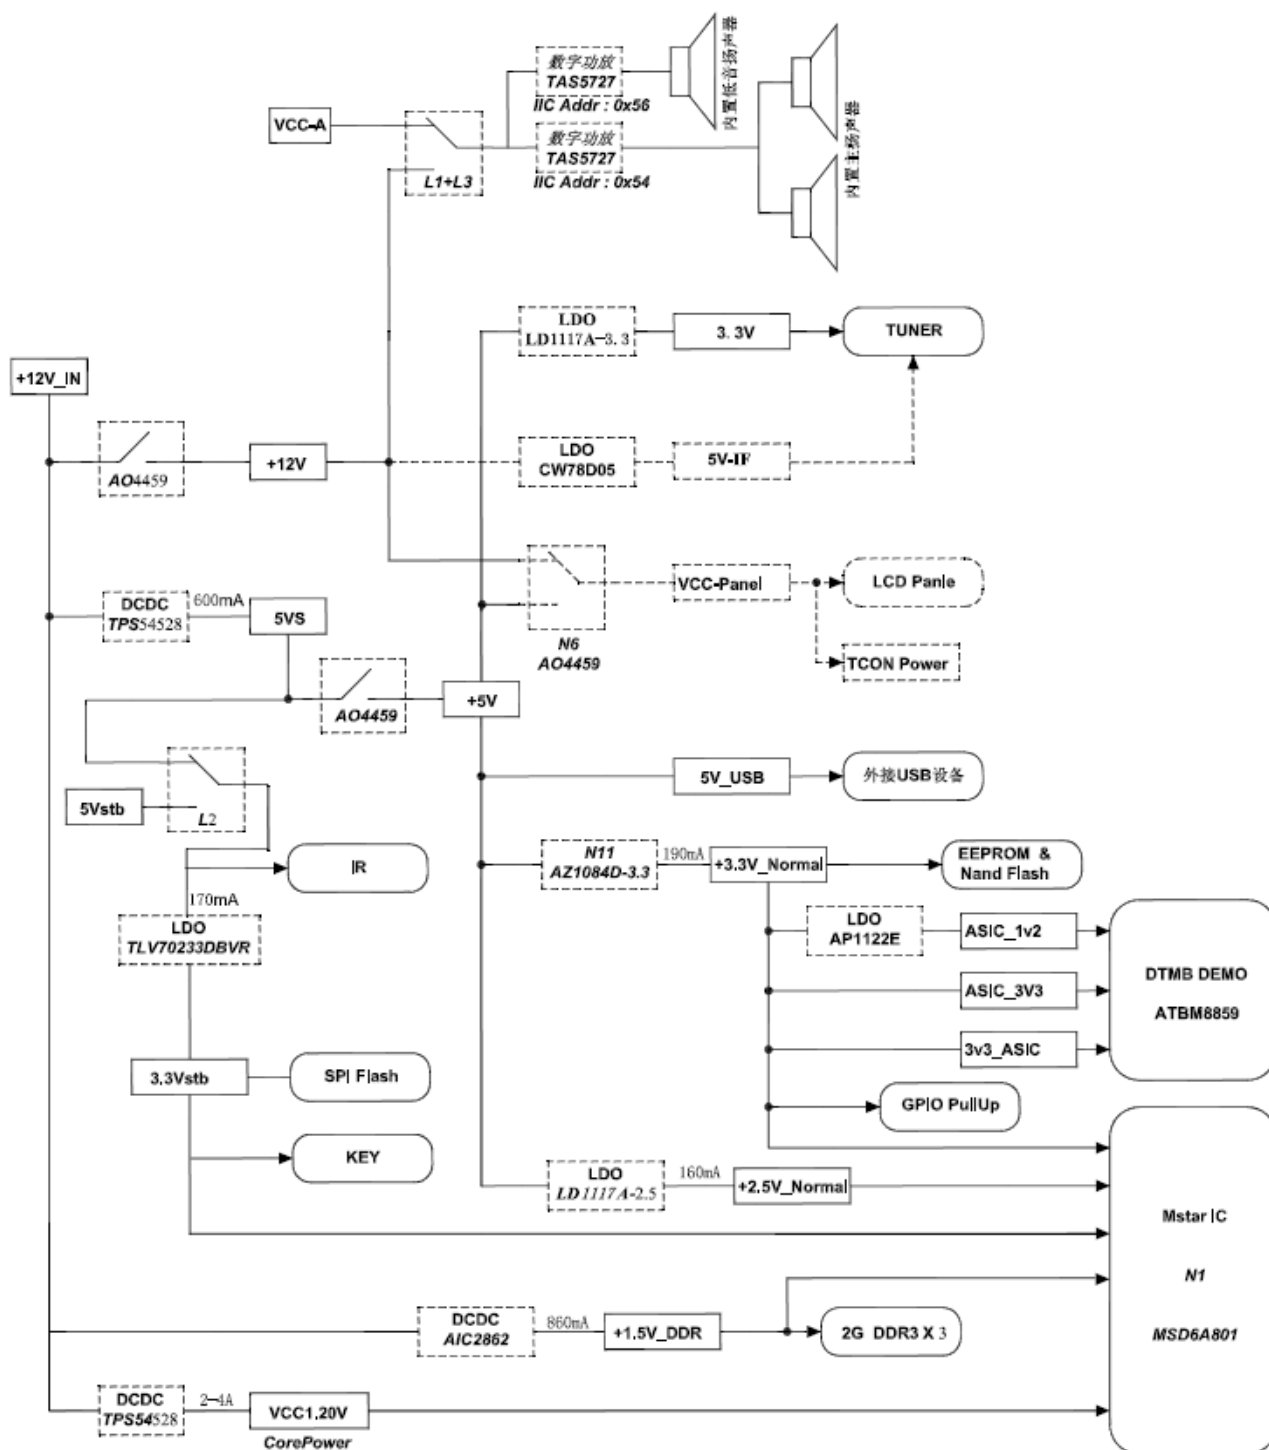 数字功放
TAS5727
IIC Addr : 0x56
内置低音扬声器
VCC-A
数字功放
TAS5727
IIC Addr : 0x54
L1+L3
内置主扬声器
LDO
LD1117A-3.3
3.3V
TUNER
+12V_IN
AO4459
+12V
LDO
CW78D05
5V-IF
DCDC
TPS54528
600mA
5VS
N6
AO4459
VCC-Panel
LCD Panle
TCON Power
AO4459
+5V
5Vstb
L2
5V_USB
外接USB设备
IR
N11
AZ1084D-3.3
190mA
+3.3V_Normal
EEPROM &
Nand Flash
170mA
LDO
TLV70233DBVR
LDO
AP1122E
ASIC_1v2
DTMB DEMO
ATBM8859
ASIC_3V3
3v3_ASIC
3.3Vstb
SPI Flash
GPIO PullUp
KEY
LDO
LD1117A-2.5
160mA
+2.5V_Normal
Mstar IC
N1
MSD6A801
DCDC
AIC2862
860mA
+1.5V_DDR
2G DDR3 X 3
DCDC
TPS54528
2-4A
VCC1.20V
CorePower